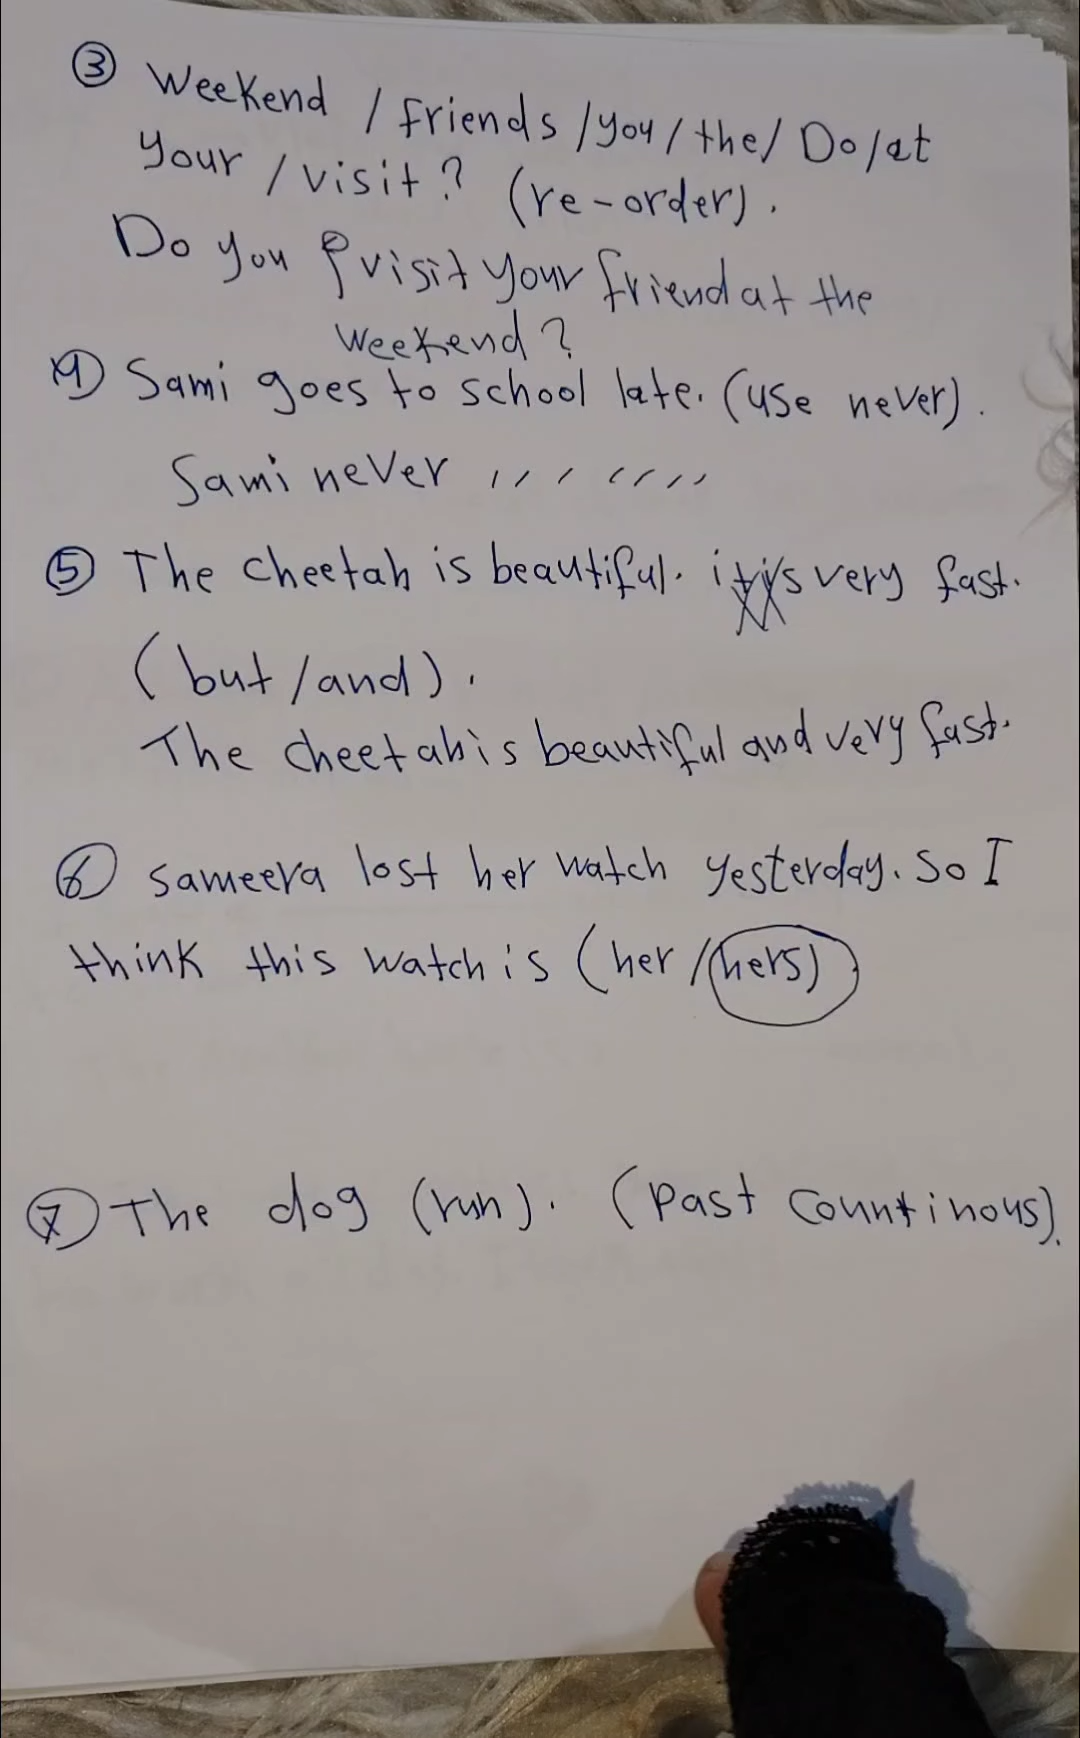 ③ Weekend / friends / you / the / Do / at
your / visit? (re-order).
Do you visit your friend at the
weekend?
④ Sami goes to school late. (use never).
Sami never ,, , ,,,,,
⑤ The cheetah is beautiful. it is very fast.
(but / and).
The cheetah is beautiful and very fast.
⑥ Sameera lost her watch yesterday. So I
think this watch is (her / hers)
⑦ The dog (run). (past countinous).